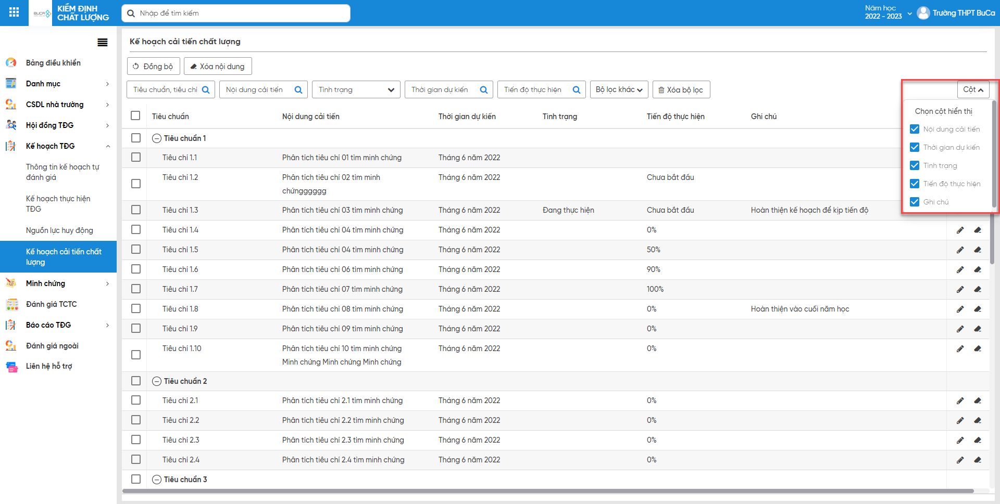 BUCA
KIỂM ĐỊNH
CHẤT LƯỢNG
Nhập để tìm kiếm
Năm học
2022 - 2023
Trường THPT BuCa
Bảng điều khiển
Danh mục
CSDL nhà trường
Hội đồng TĐG
Kế hoạch TĐG
Thông tin kế hoạch tự
đánh giá
Kế hoạch thực hiện
TĐG
Nguồn lực huy động
Kế hoạch cải tiến chất
lượng
Minh chứng
Đánh giá TCTC
Báo cáo TĐG
Đánh giá ngoài
Liên hệ hỗ trợ
Kế hoạch cải tiến chất lượng
Đồng bộ
Xóa nội dung
Tiêu chuẩn, tiêu chí
Nội dung cải tiến
Tình trạng
Thời gian dự kiến
Tiến độ thực hiện
Bộ lọc khác
Xóa bộ lọc
Cột
Chọn cột hiển thị
Nội dung cải tiến
Thời gian dự kiến
Tình trạng
Tiến độ thực hiện
Ghi chú
Tiêu chuẩn Nội dung cải tiến Thời gian dự kiến Tình trạng Tiến độ thực hiện Ghi chú
Tiêu chuẩn 1
Tiêu chí 1.1 Phân tích tiêu chí 01 tìm minh chứng Tháng 6 năm 2022
Tiêu chí 1.2 Phân tích tiêu chí 02 tìm minh Tháng 6 năm 2022 Chưa bắt đầu
chứngggggg
Tiêu chí 1.3 Phân tích tiêu chí 03 tìm minh chứng Tháng 6 năm 2022 Đang thực hiện Chưa bắt đầu Hoàn thiện kế hoạch để kịp tiến độ
Tiêu chí 1.4 Phân tích tiêu chí 04 tìm minh chứng Tháng 6 năm 2022 0%
Tiêu chí 1.5 Phân tích tiêu chí 04 tìm minh chứng Tháng 6 năm 2022 50%
Tiêu chí 1.6 Phân tích tiêu chí 06 tìm minh chứng Tháng 6 năm 2022 90%
Tiêu chí 1.7 Phân tích tiêu chí 07 tìm minh chứng Tháng 6 năm 2022 100%
Tiêu chí 1.8 Phân tích tiêu chí 08 tìm minh chứng Tháng 6 năm 2022 0% Hoàn thiện vào cuối năm học
Tiêu chí 1.9 Phân tích tiêu chí 09 tìm minh chứng Tháng 6 năm 2022 0%
Tiêu chí 1.10 Phân tích tiêu chí 10 tìm minh chứng Tháng 6 năm 2022 0%
Minh chứng Minh chứng Minh chứng
Tiêu chuẩn 2
Tiêu chí 2.1 Phân tích tiêu chí 2.1 tìm minh chứng Tháng 6 năm 2022 0%
Tiêu chí 2.2 Phân tích tiêu chí 2.2 tìm minh chứng Tháng 6 năm 2022 0%
Tiêu chí 2.3 Phân tích tiêu chí 2.3 tìm minh chứng Tháng 6 năm 2022 0%
Tiêu chí 2.4 Phân tích tiêu chí 2.4 tìm minh chứng Tháng 6 năm 2022 0%
Tiêu chuẩn 3